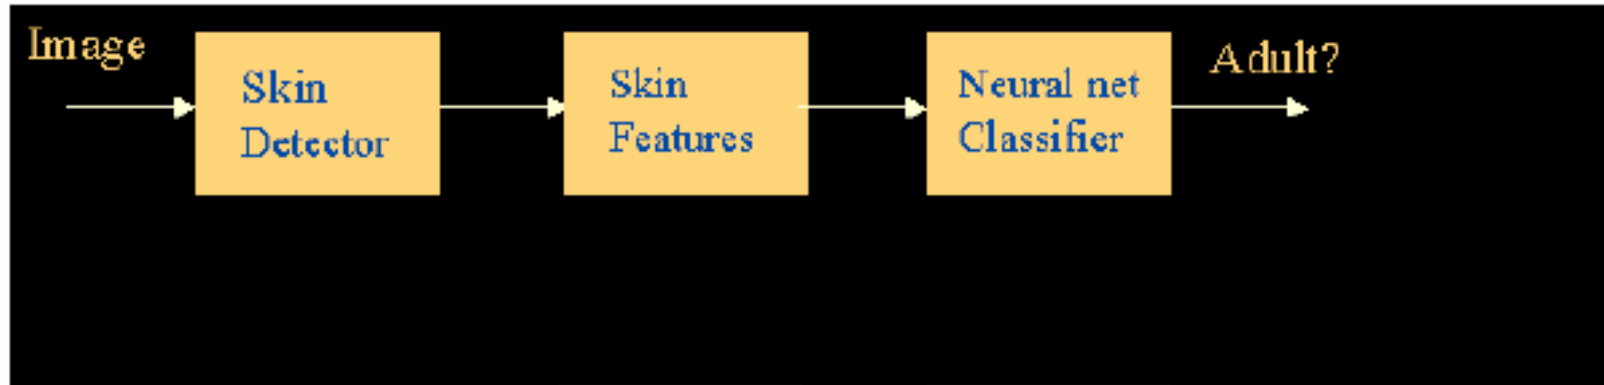 Image
Skin
Detector
Skin
Features
Neural net
Classifier
Adult?